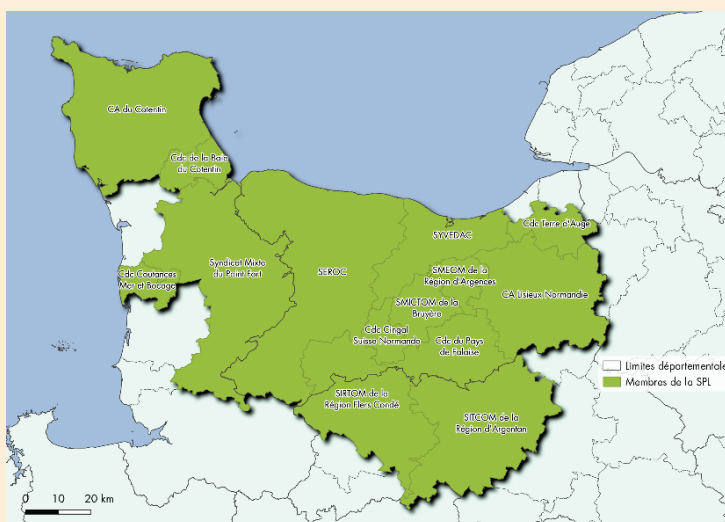 CA du Cotentin
Cdc de la Baie
du Cotentin
Cdc Terre d'Auge
SYVEDAC
Syndicat Mixte
du Point Fort
SEROC
SMEOM de la
Région d'Argences
Cdc Coutances
Mer et Bocage
CA Lisieux Normandie
SMICTOM de la
Bruyère
Cdc Cingal
Suisse Normande
Cdc du Pays
de Falaise
Limites départementale
Membres de la SPL
SIRTOM de la
Région Flers Condé
SITCOM de la
Région d'Argentan
0 10 20 km